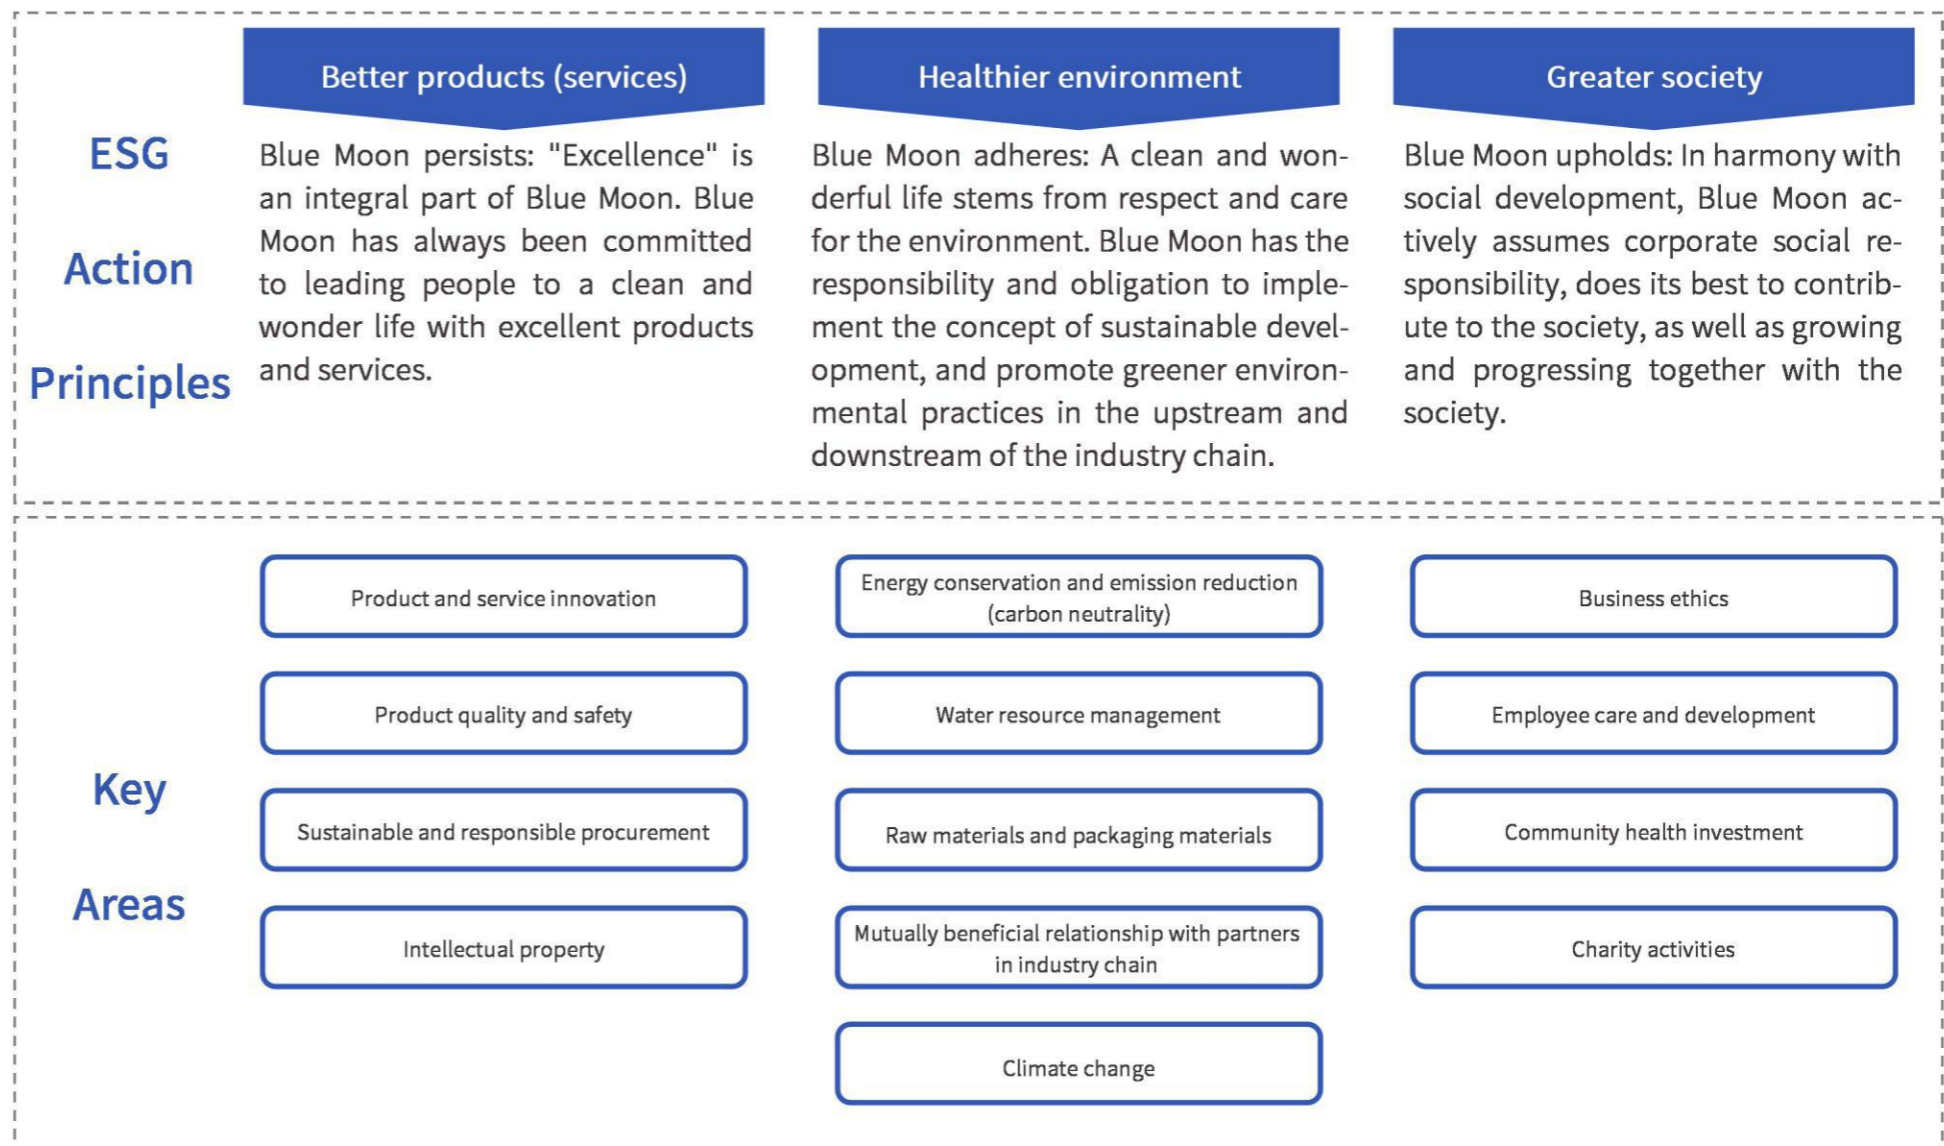 Better products (services)
Healthier environment
Greater society
ESG
Action
Principles
Blue Moon persists: "Excellence" is
an integral part of Blue Moon. Blue
Moon has always been committed
to leading people to a clean and
wonder life with excellent products
and services.
Blue Moon adheres: A clean and won-
derful life stems from respect and care
for the environment. Blue Moon has the
responsibility and obligation to imple-
ment the concept of sustainable devel-
opment, and promote greener environ-
mental practices in the upstream and
downstream of the industry chain.
Blue Moon upholds: In harmony with
social development, Blue Moon ac-
tively assumes corporate social re-
sponsibility, does its best to contrib-
ute to the society, as well as growing
and progressing together with the
society.
Key
Areas
Product and service innovation
Product quality and safety
Sustainable and responsible procurement
Intellectual property
Energy conservation and emission reduction
(carbon neutrality)
Water resource management
Raw materials and packaging materials
Mutually beneficial relationship with partners
in industry chain
Climate change
Business ethics
Employee care and development
Community health investment
Charity activities